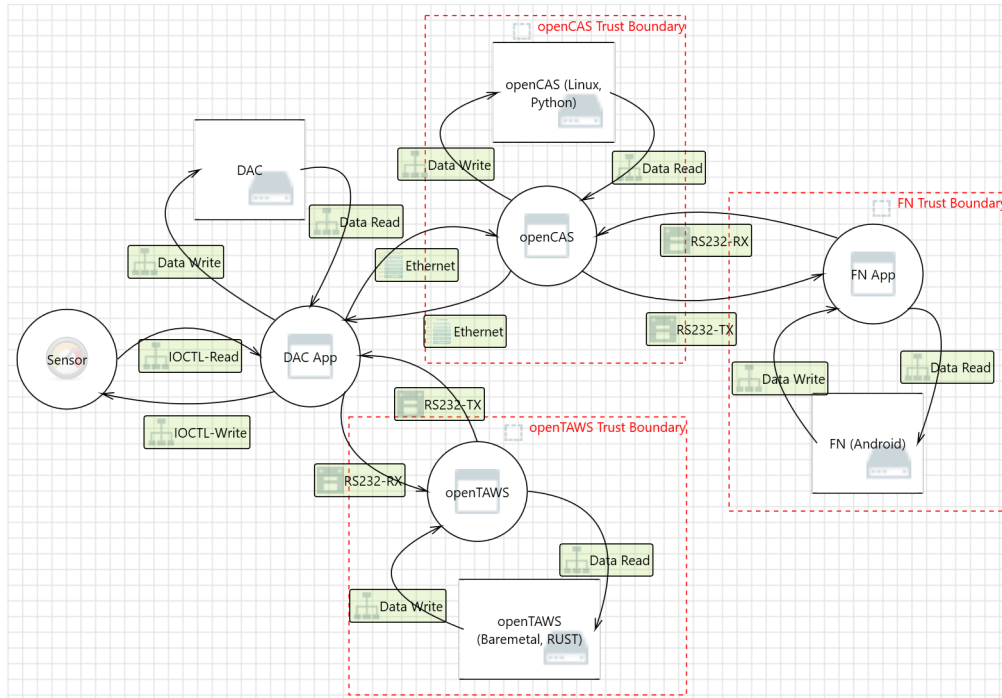 openCAS Trust Boundary
openCAS (Linux,
Python)
DAC
Data Write
Data Read
FN Trust Boundary
Data Read
openCAS
RS232-RX
Data Write
Ethernet
FN App
Ethernet
RS232-TX
Sensor
IOCTL-Read
DAC App
Data Read
Data Write
RS232-TX
IOCTL-Write
openTAWS Trust Boundary
FN (Android)
RS232-RX
openTAWS
Data Read
Data Write
openTAWS
(Baremetal, RUST)